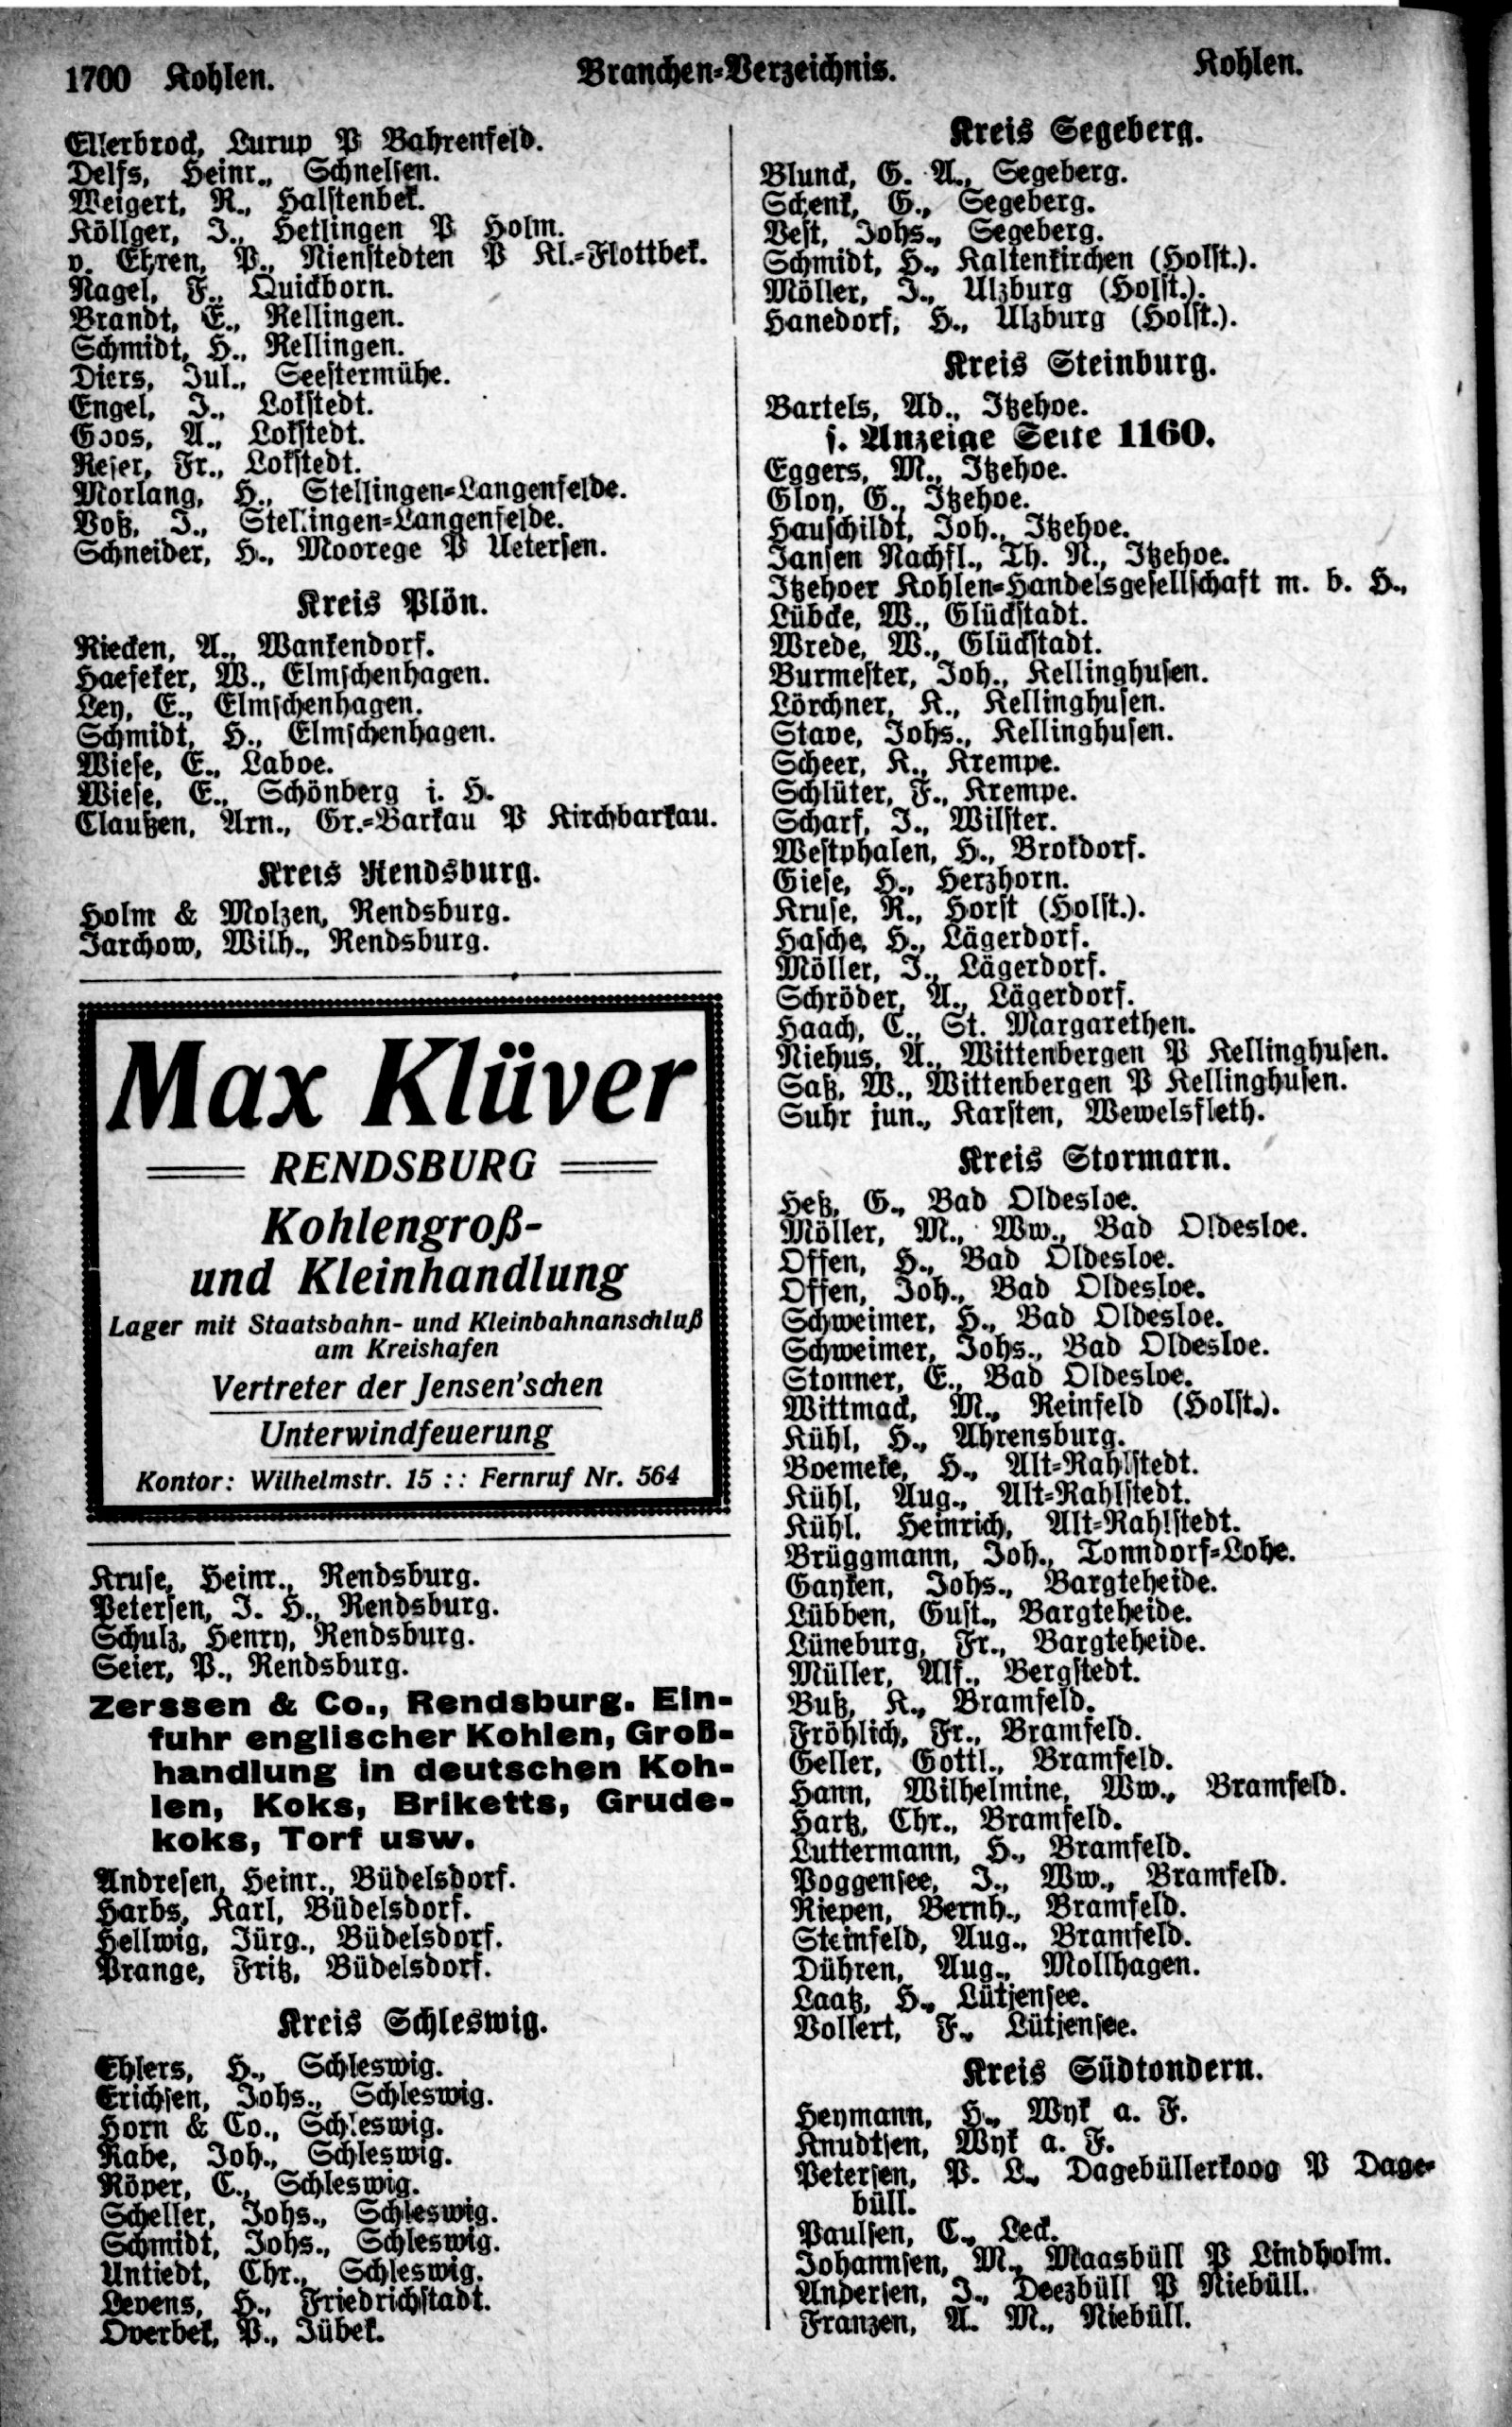 1700 Kohlen.
Branchen-Verzeichnis.
Kohlen.
Ellerbrock, Lurup P Bahrenfeld.
Delfs, Heinr., Schnelsen.
Weigert, R., Halstenbek.
Köllger, J., Hetlingen P Holm.
v. Ehren, P., Nienstedten P Kl.-Flottbek.
Nagel, F., Quickborn.
Brandt, E., Rellingen.
Schmidt, H., Rellingen.
Diers, Jul., Seestermühe.
Engel, J., Lokstedt.
Goos, A., Lokstedt.
Reser, Fr., Lokstedt.
Morlang, H., Stellingen-Langenfelde.
Voß, J., Stellingen-Langenfelde.
Schneider, H., Moorege P Uetersen.
Kreis Plön.
Riecken, A., Wankendorf.
Haefeker, W., Elmschenhagen.
Ley, E., Elmschenhagen.
Schmidt, H., Elmschenhagen.
Wiese, E., Laboe.
Wiese, E., Schönberg i. H.
Claußen, Arn., Gr.-Barkau P Kirchbarkau.
Kreis Rendsburg.
Holm & Molzen, Rendsburg.
Jarchow, Wilh., Rendsburg.
Max Klüver
RENDSBURG
Kohlengroß-
und Kleinhandlung
Lager mit Staatsbahn- und Kleinbahnanschluß
am Kreishafen
Vertreter der Jensen'schen
Unterwindfeuerung
Kontor: Wilhelmstr. 15 :: Fernruf Nr. 564
Kruse, Heinr., Rendsburg.
Petersen, J. H., Rendsburg.
Schulz, Henry, Rendsburg.
Seier, P., Rendsburg.
Zerssen & Co., Rendsburg. Ein-
fuhr englischer Kohlen, Groß-
handlung in deutschen Koh-
len, Koks, Briketts, Grude-
koks, Torf usw.
Andresen, Heinr., Büdelsdorf.
Harbs, Karl, Büdelsdorf.
Hellwig, Jürg., Büdelsdorf.
Prange, Fritz, Büdelsdorf.
Kreis Schleswig.
Ehlers, H., Schleswig.
Erichsen, Johs., Schleswig.
Horn & Co., Schleswig.
Rabe, Joh., Schleswig.
Röper, C., Schleswig.
Scheller, Johs., Schleswig.
Schmidt, Johs., Schleswig.
Untiedt, Chr., Schleswig.
Levens, H., Friedrichstadt.
Overbek, P., Jübek.
Kreis Segeberg.
Blunck, G. A., Segeberg.
Schenk, G., Segeberg.
Vest, Johs., Segeberg.
Schmidt, H., Kaltenkirchen (Holst.).
Möller, J., Ulzburg (Holst.).
Hanedorf, H., Ulzburg (Holst.).
Kreis Steinburg.
Bartels, Ad., Itzehoe.
s. Anzeige Seite 1160.
Eggers, M., Itzehoe.
Gloy, G., Itzehoe.
Hauschildt, Joh., Itzehoe.
Jansen Nachfl., Th. N., Itzehoe.
Itzehoer Kohlen-Handelsgesellschaft m. b. H.,
Lübcke, W., Glückstadt.
Wrede, W., Glückstadt.
Burmester, Joh., Kellinghusen.
Lörchner, K., Kellinghusen.
Stave, Johs., Kellinghusen.
Scheer, K., Krempe.
Schlüter, F., Krempe.
Scharf, J., Wilster.
Westphalen, H., Brokdorf.
Giese, H., Herzhorn.
Kruse, R., Horst (Holst.).
Hasche, H., Lägerdorf.
Möller, J., Lägerdorf.
Schröder, A., Lägerdorf.
Haach, C., St. Margarethen.
Niehus, A., Wittenbergen P Kellinghusen.
Saß, W., Wittenbergen P Kellinghusen.
Suhr jun., Karsten, Wewelsfleth.
Kreis Stormarn.
Heß, G., Bad Oldesloe.
Möller, M., Ww., Bad Oldesloe.
Offen, H., Bad Oldesloe.
Offen, Joh., Bad Oldesloe.
Schweimer, H., Bad Oldesloe.
Schweimer, Johs., Bad Oldesloe.
Stonner, E., Bad Oldesloe.
Wittmack, M., Reinfeld (Holst.).
Kühl, H., Ahrensburg.
Boemeke, H., Alt-Rahlstedt.
Kühl, Aug., Alt-Rahlstedt.
Kühl, Heinrich, Alt-Rahlstedt.
Brüggmann, Joh., Tonndorf-Lohe.
Gayken, Johs., Bargteheide.
Lübben, Gust., Bargteheide.
Lüneburg, Fr., Bargteheide.
Müller, Alf., Bergstedt.
Buß, K., Bramfeld.
Fröhlich, Fr., Bramfeld.
Geller, Gottl., Bramfeld.
Hann, Wilhelmine, Ww., Bramfeld.
Hartz, Chr., Bramfeld.
Luttermann, H., Bramfeld.
Poggensee, J., Ww., Bramfeld.
Riepen, Bernh., Bramfeld.
Steinfeld, Aug., Bramfeld.
Dühren, Aug., Mollhagen.
Laatz, H., Lütjensee.
Vollert, F., Lütjensee.
Kreis Südtondern.
Heymann, H., Wyk a. F.
Knudtsen, Wyk a. F.
Petersen, P. L., Dagebüllerkoog P Dage-
büll.
Paulsen, C., Leck.
Johannsen, M., Maasbüll P Lindholm.
Andersen, J., Deezbüll P Niebüll.
Franzen, A. M., Niebüll.